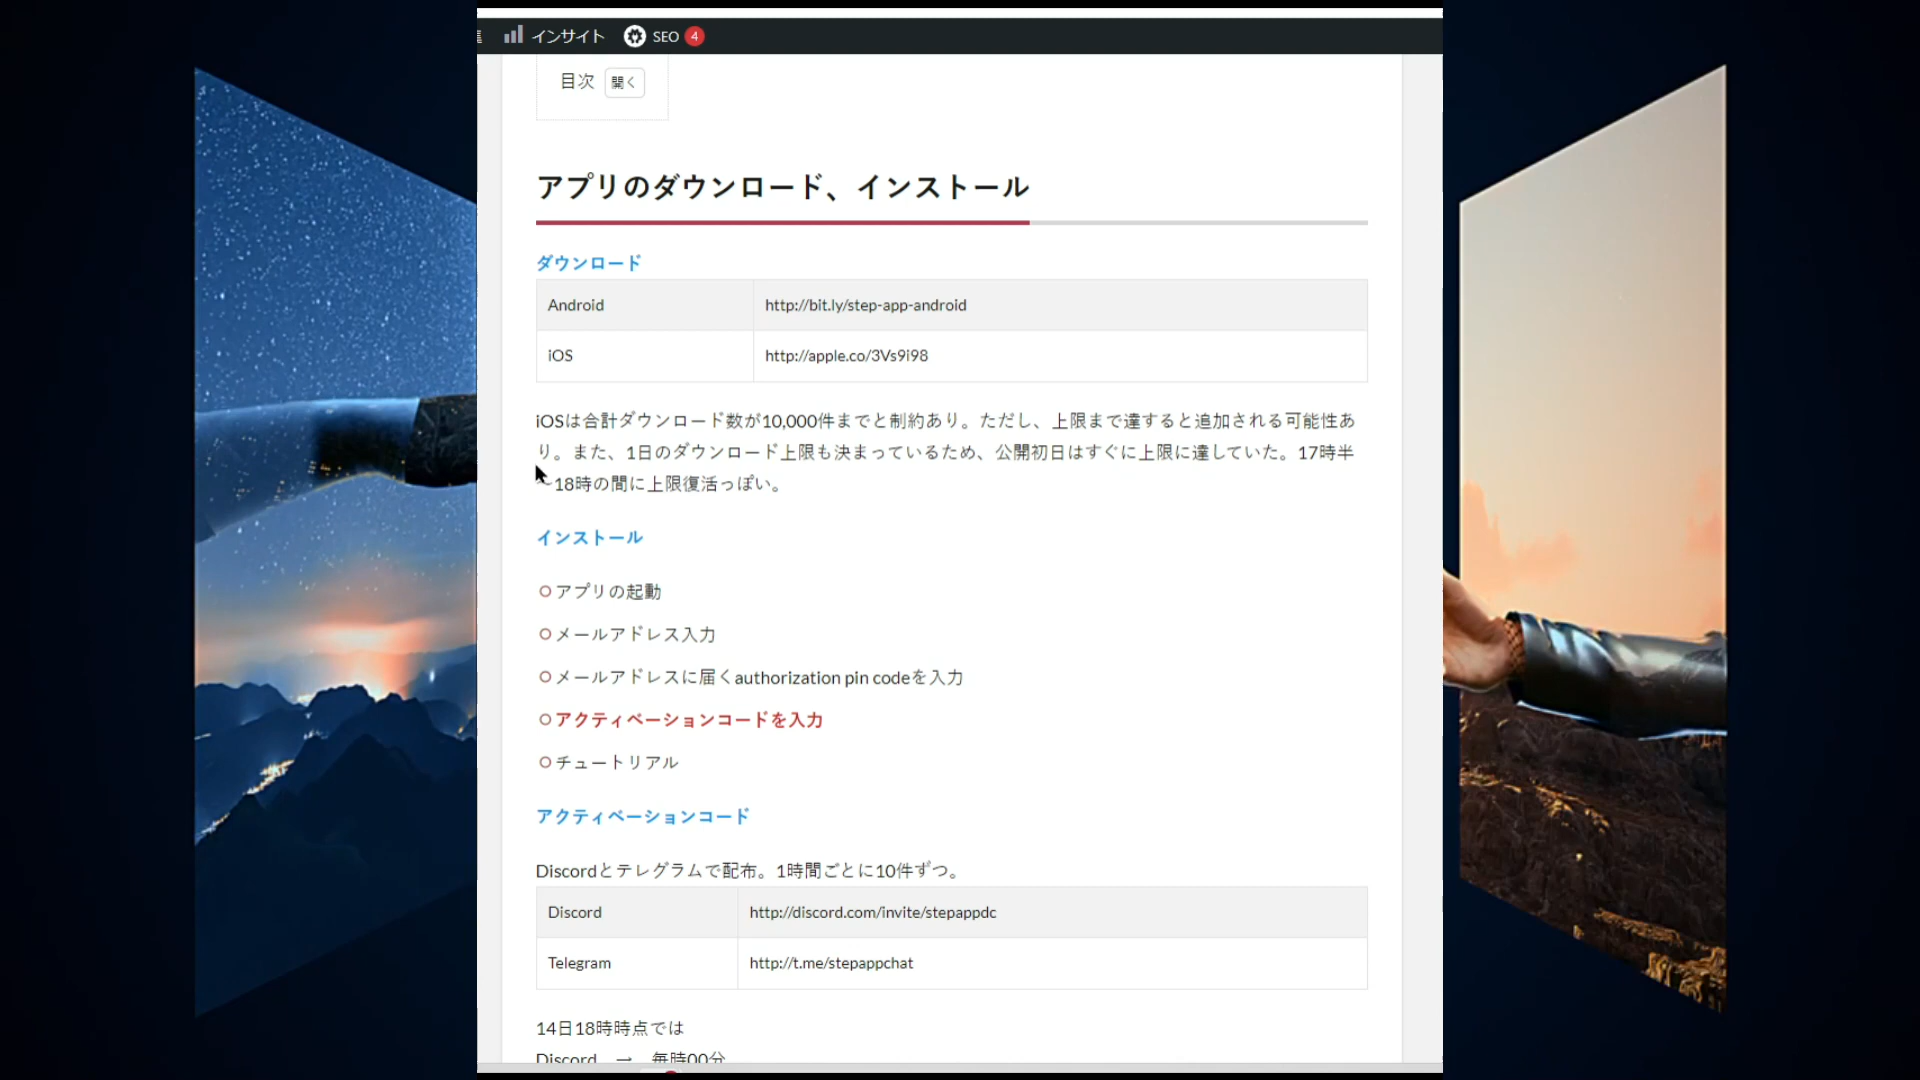 インサイト SEO 4
目次 開く
アプリのダウンロード、インストール
ダウンロード
Android http://bit.ly/step-app-android
iOS http://apple.co/3Vs9i98
iOSは合計ダウンロード数が10,000件までと制約あり。ただし、上限まで達すると追加される可能性あ
り。また、1日のダウンロード上限も決まっているため、公開初日はすぐに上限に達していた。17時半
～18時の間に上限復活っぽい。
インストール
アプリの起動
メールアドレス入力
メールアドレスに届くauthorization pin codeを入力
アクティベーションコードを入力
チュートリアル
アクティベーションコード
Discordとテレグラムで配布。1時間ごとに10件ずつ。
Discord http://discord.com/invite/stepappdc
Telegram http://t.me/stepappchat
14日18時時点では
Discord → 毎時00分